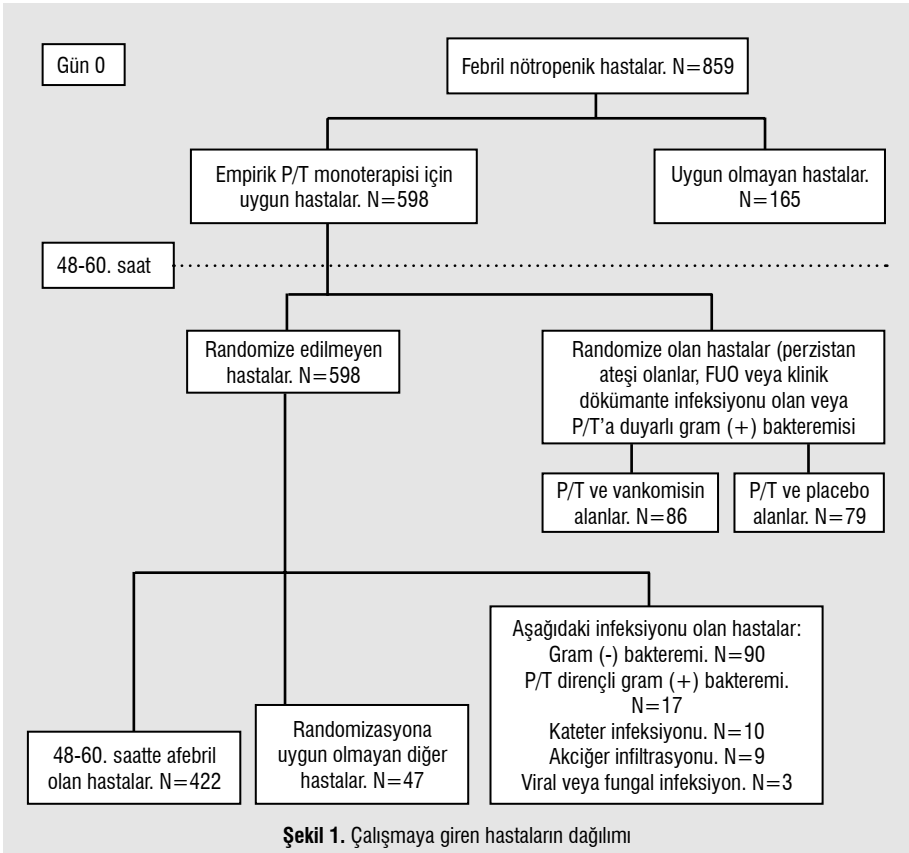 Gün 0
Febril nötropenik hastalar. N=859
Empirik P/T monoterapisi için
uygun hastalar. N=598
Uygun olmayan hastalar.
N=165
48-60. saat
Randomize edilmeyen
hastalar. N=598
Randomize olan hastalar (perzistan
ateşi olanlar, FUO veya klinik
dökümante infeksiyonu olan veya
P/T'a duyarlı gram (+) bakteremisi
P/T ve vankomisin
alanlar. N=86
P/T ve placebo
alanlar. N=79
48-60. saatte afebril
olan hastalar. N=422
Randomizasyona
uygun olmayan diğer
hastalar. N=47
Aşağıdaki infeksiyonu olan hastalar:
Gram (-) bakteremi. N=90
P/T dirençli gram (+) bakteremi.
N=17
Kateter infeksiyonu. N=10
Akciğer infiltrasyonu. N=9
Viral veya fungal infeksiyon. N=3
Şekil 1. Çalışmaya giren hastaların dağılımı